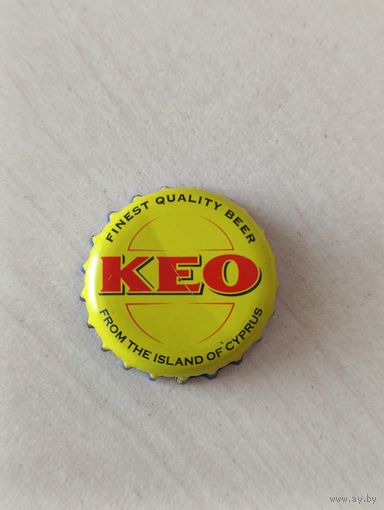 FINEST QUALITY BEER
KEO
FROM THE ISLAND OF CYPRUS
www.ay.by